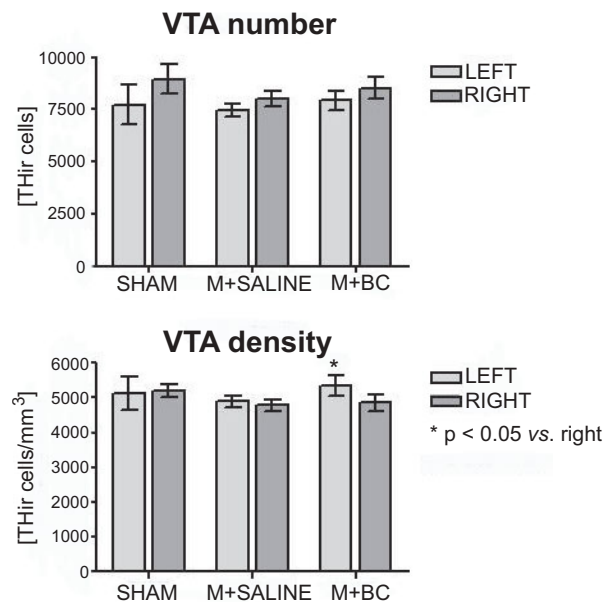 VTA number
10000
7500
5000
2500
0
[THir cells]
SHAM M+SALINE M+BC
LEFT
RIGHT
VTA density
6000
5000
4000
3000
2000
1000
0
[THir cells/mm³]
*
SHAM M+SALINE M+BC
LEFT
RIGHT
* p < 0.05 vs. right